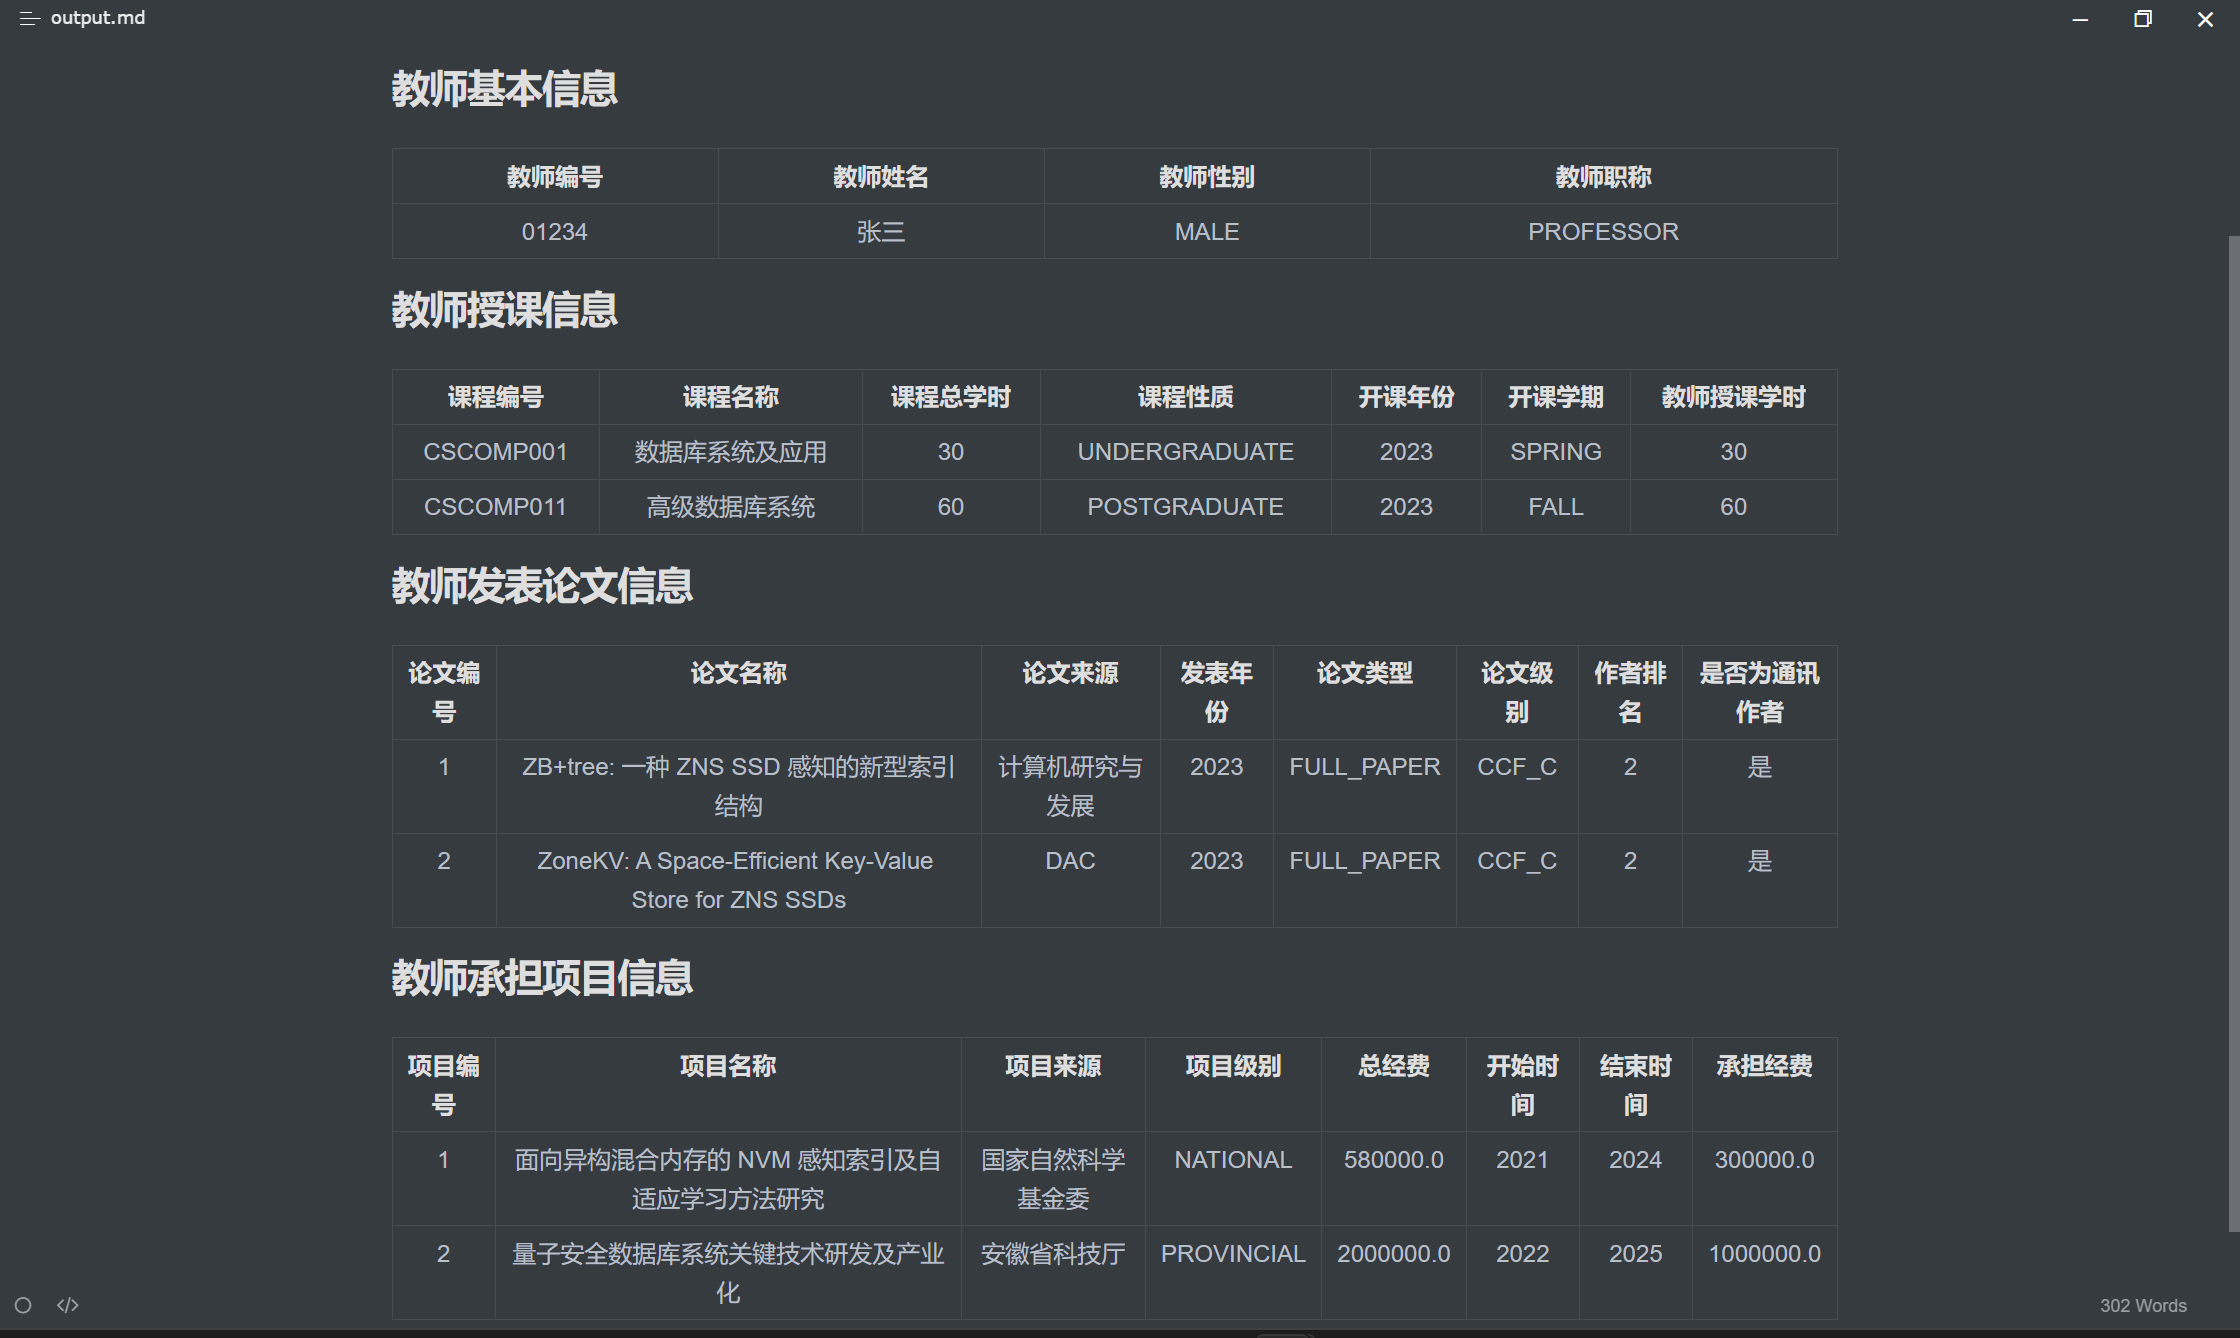 output.md
教师基本信息
教师编号 教师姓名 教师性别 教师职称
01234 张三 MALE PROFESSOR
教师授课信息
课程编号 课程名称 课程总学时 课程性质 开课年份 开课学期 教师授课学时
CSCOMP001 数据库系统及应用 30 UNDERGRADUATE 2023 SPRING 30
CSCOMP011 高级数据库系统 60 POSTGRADUATE 2023 FALL 60
教师发表论文信息
论文编 论文名称 论文来源 发表年 论文类型 论文级 作者排 是否为通讯
号 份 别 名 作者
1 ZB+tree: 一种 ZNS SSD 感知的新型索引 计算机研究与 2023 FULL_PAPER CCF_C 2 是
结构 发展
2 ZoneKV: A Space-Efficient Key-Value DAC 2023 FULL_PAPER CCF_C 2 是
Store for ZNS SSDs
教师承担项目信息
项目编 项目名称 项目来源 项目级别 总经费 开始时 结束时 承担经费
号 间 间
1 面向异构混合内存的 NVM 感知索引及自 国家自然科学 NATIONAL 580000.0 2021 2024 300000.0
适应学习方法研究 基金委
2 量子安全数据库系统关键技术研发及产业 安徽省科技厅 PROVINCIAL 2000000.0 2022 2025 1000000.0
化
302 Words